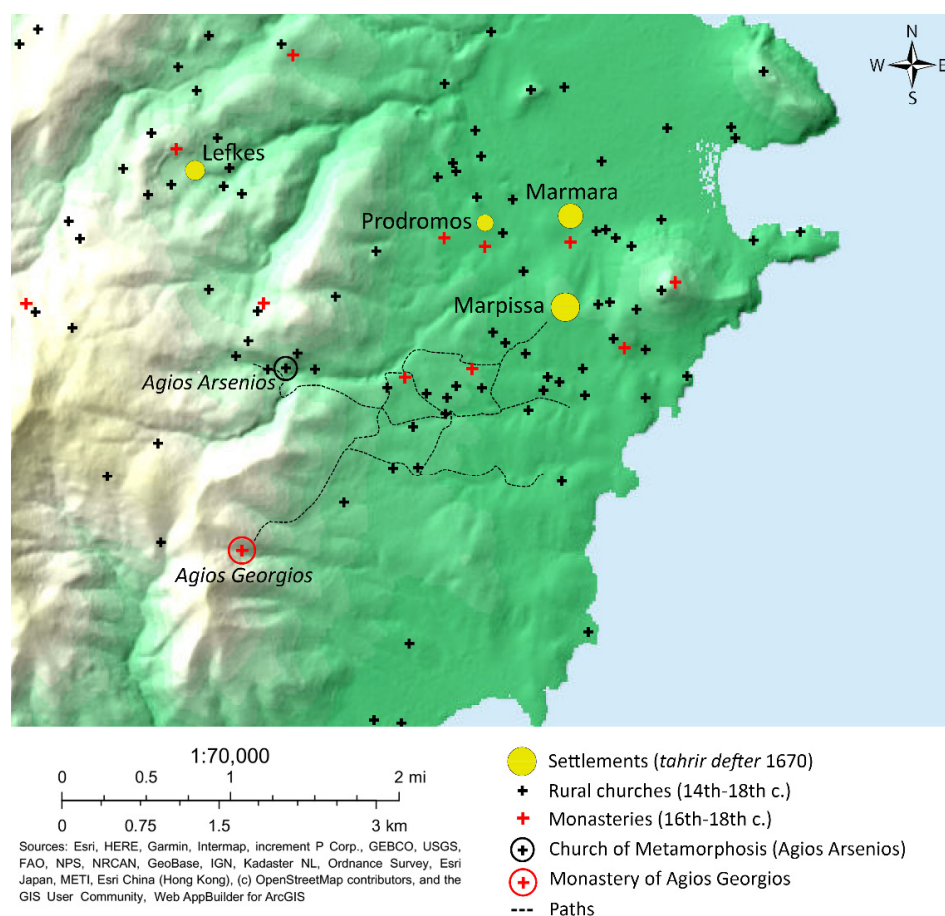 N
W E
S
Lefkes
Marmara
Prodromos
Marpissa
Agios Arsenios
Agios Georgios
1:70,000
0 0.5 1 2 mi
0 0.75 1.5 3 km
Sources: Esri, HERE, Garmin, Intermap, increment P Corp., GEBCO, USGS,
FAO, NPS, NRCAN, GeoBase, IGN, Kadaster NL, Ordnance Survey, Esri
Japan, METI, Esri China (Hong Kong), (c) OpenStreetMap contributors, and the
GIS User Community, Web AppBuilder for ArcGIS
Settlements (tahrir defter 1670)
Rural churches (14th-18th c.)
Monasteries (16th-18th c.)
Church of Metamorphosis (Agios Arsenios)
Monastery of Agios Georgios
Paths